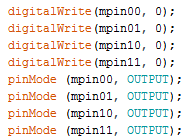 digitalWrite(mpin00, 0);
digitalWrite(mpin01, 0);
digitalWrite(mpin10, 0);
digitalWrite(mpin11, 0);
pinMode (mpin00, OUTPUT);
pinMode (mpin01, OUTPUT);
pinMode (mpin10, OUTPUT);
pinMode (mpin11, OUTPUT);